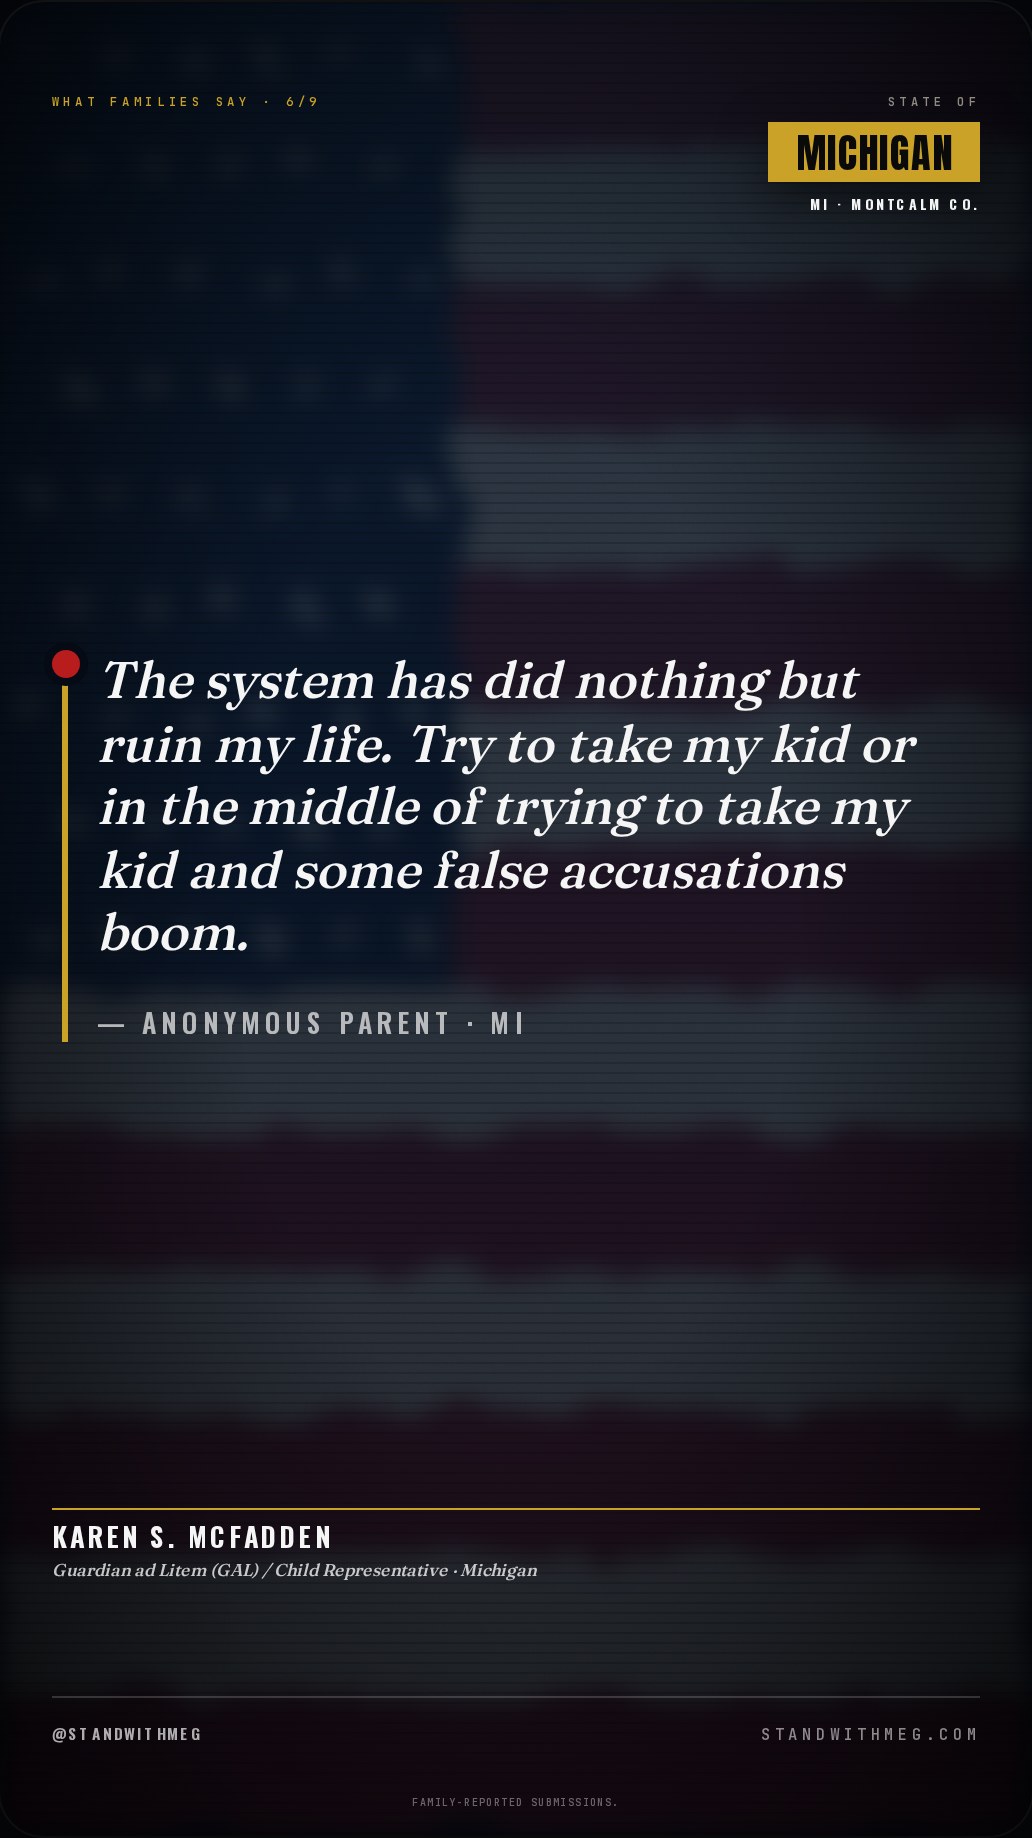 WHAT FAMILIES SAY · 6/9
STATE OF
MICHIGAN
MI · MONTCALM CO.
The system has did nothing but
ruin my life. Try to take my kid or
in the middle of trying to take my
kid and some false accusations
boom.
— ANONYMOUS PARENT · MI
KAREN S. MCFADDEN
Guardian ad Litem (GAL) / Child Representative · Michigan
@STANDWITHMEG
STANDWITHMEG.COM
FAMILY-REPORTED SUBMISSIONS.